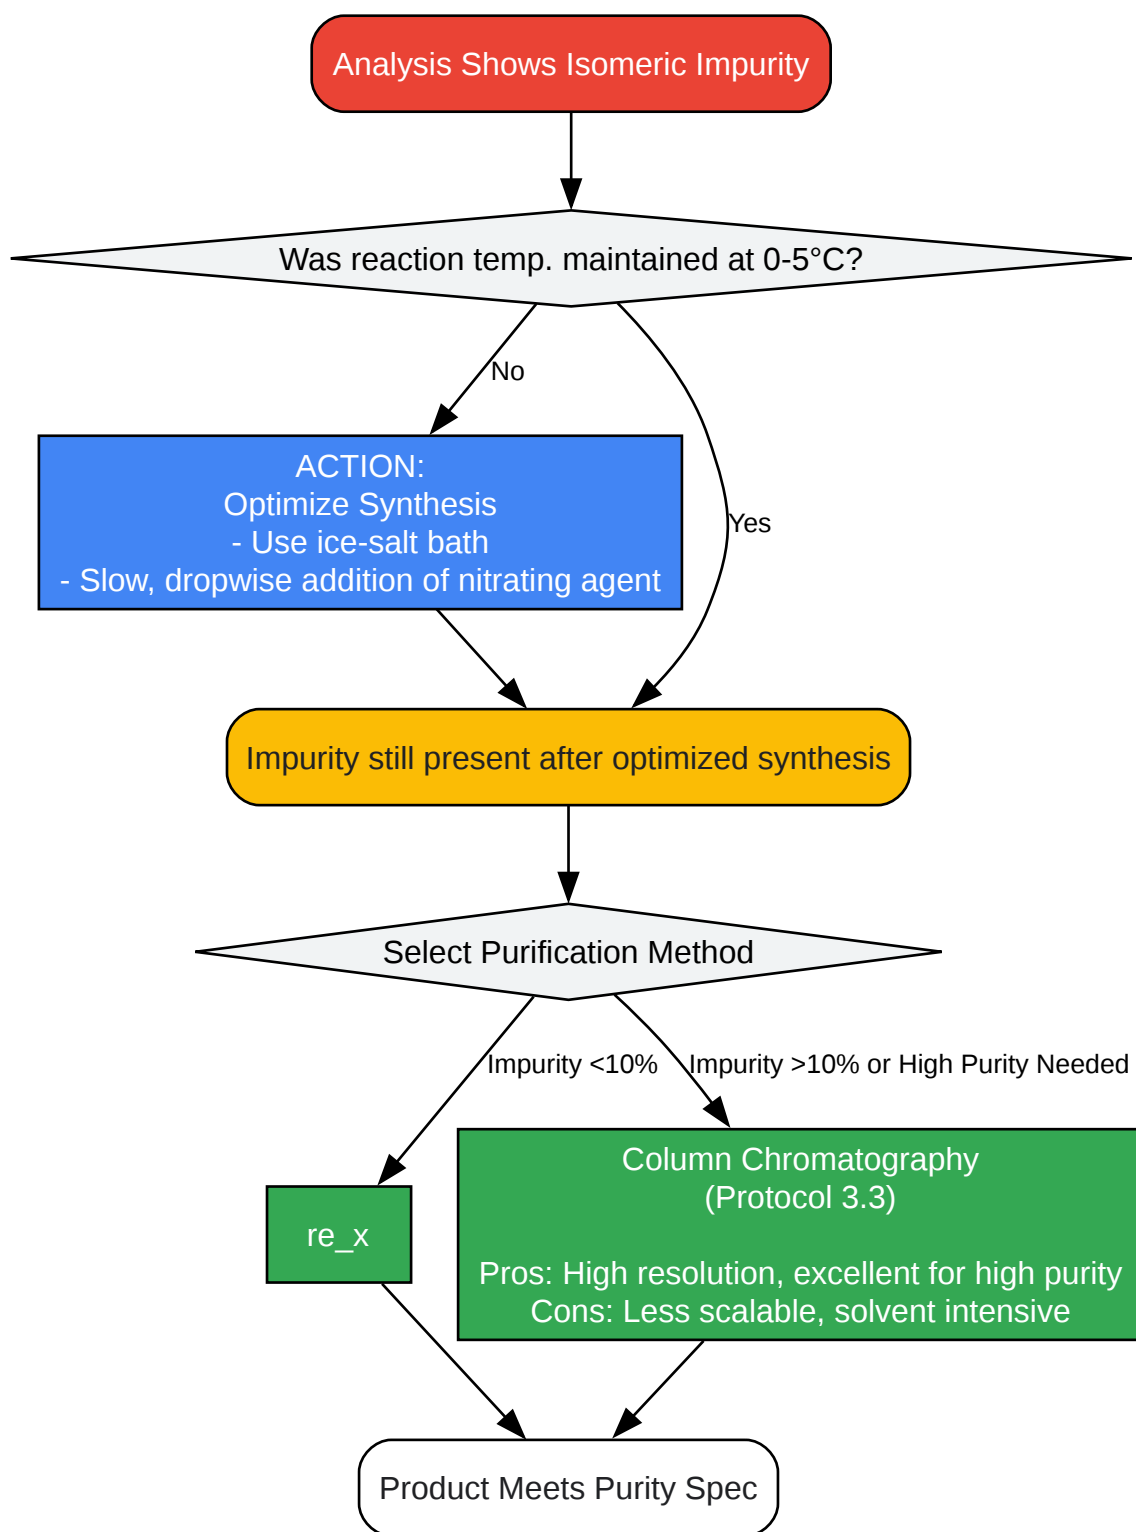 Analysis Shows Isomeric Impurity
Was reaction temp. maintained at 0-5°C?
No
ACTION:
Optimize Synthesis
- Use ice-salt bath
- Slow, dropwise addition of nitrating agent
Yes
Impurity still present after optimized synthesis
Select Purification Method
Impurity <10%
Impurity >10% or High Purity Needed
re_x
Column Chromatography
(Protocol 3.3)
Pros: High resolution, excellent for high purity
Cons: Less scalable, solvent intensive
Product Meets Purity Spec